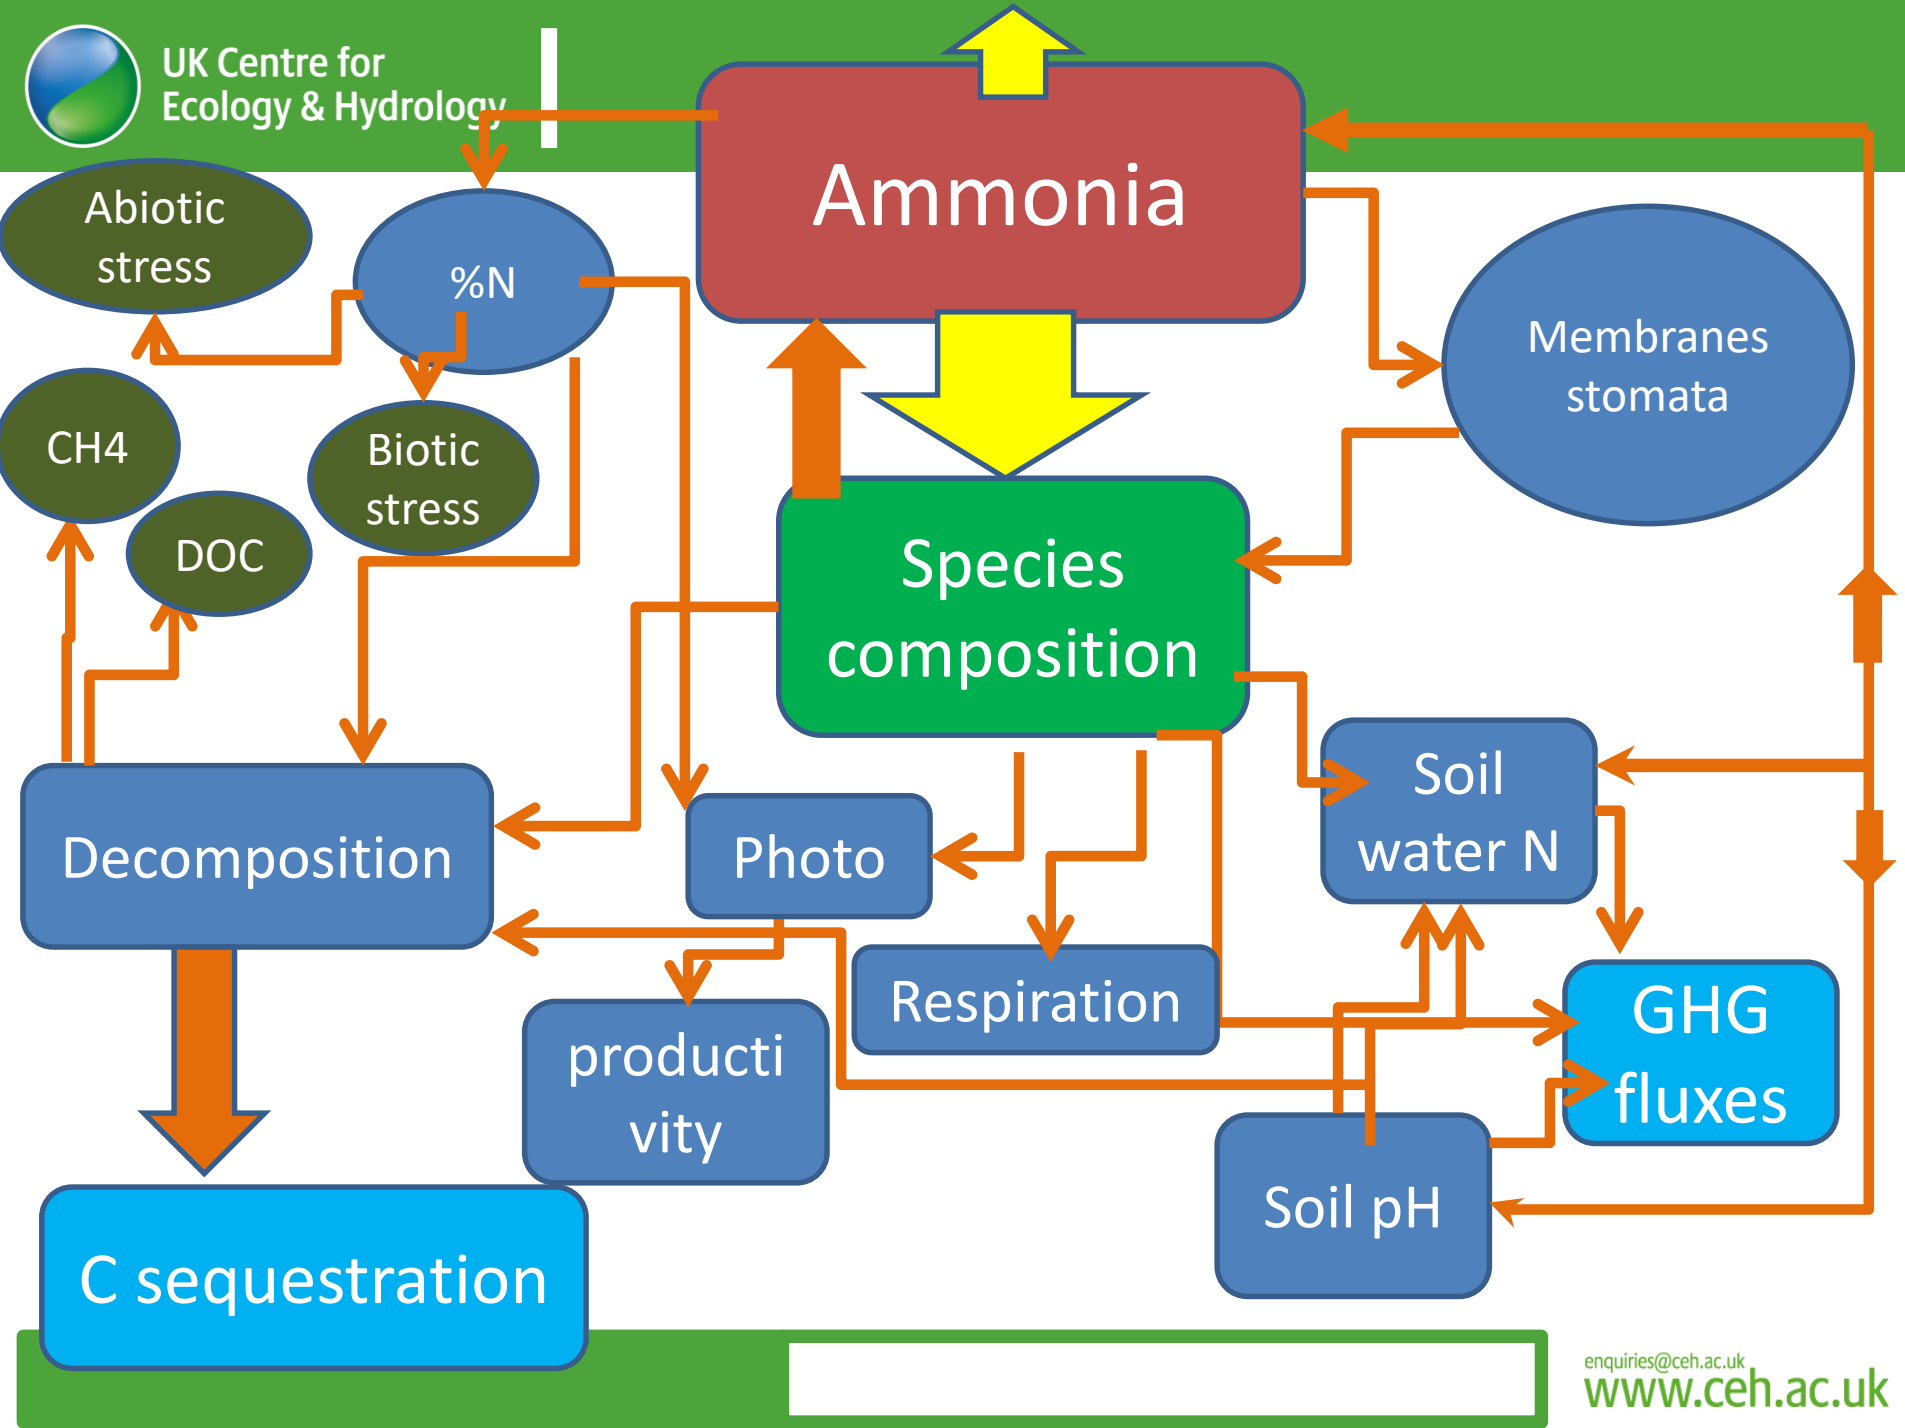 UK Centre for
Ecology & Hydrology
Ammonia
Abiotic
stress
%N
Membranes
stomata
CH4
Biotic
stress
DOC
Species
composition
Soil
water N
Decomposition
Photo
Respiration
GHG
fluxes
producti
vity
Soil pH
C sequestration
enquiries@ceh.ac.uk
www.ceh.ac.uk